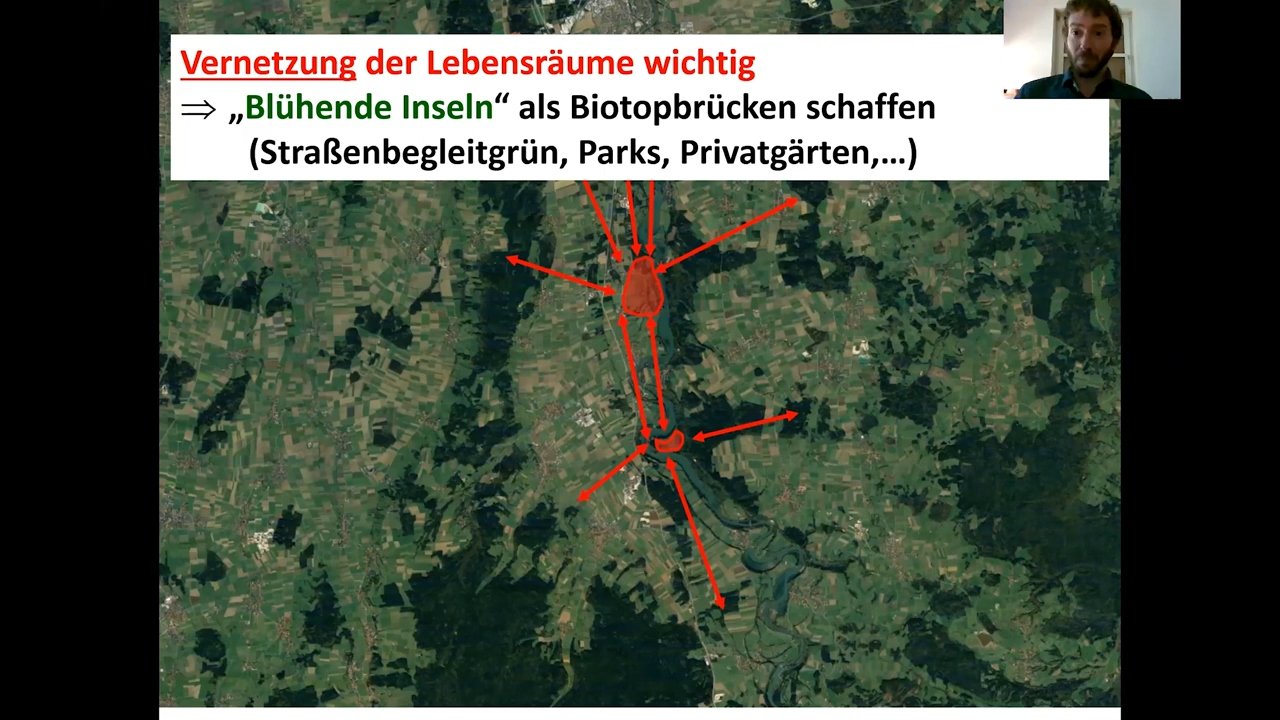 Vernetzung der Lebensräume wichtig
⇒ „Blühende Inseln“ als Biotopbrücken schaffen
(Straßenbegleitgrün, Parks, Privatgärten,…)